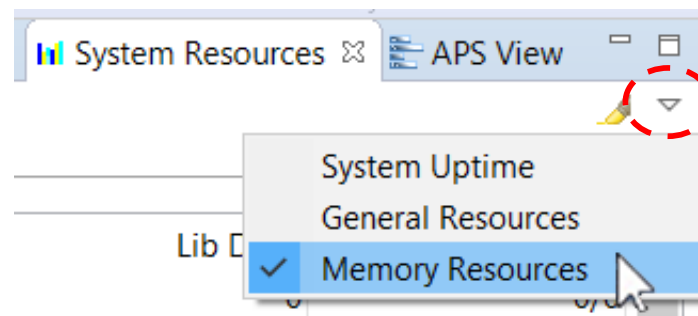 System Resources
APS View
System Uptime
General Resources
Lib D
Memory Resources
0
0/0